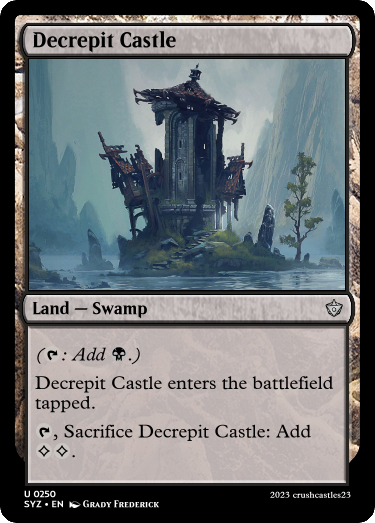 Decrepit Castle
Land — Swamp
(: Add .)
Decrepit Castle enters the battlefield
tapped.
, Sacrifice Decrepit Castle: Add
.
U 0250
SYZ • EN Grady Frederick
2023 crushcastles23